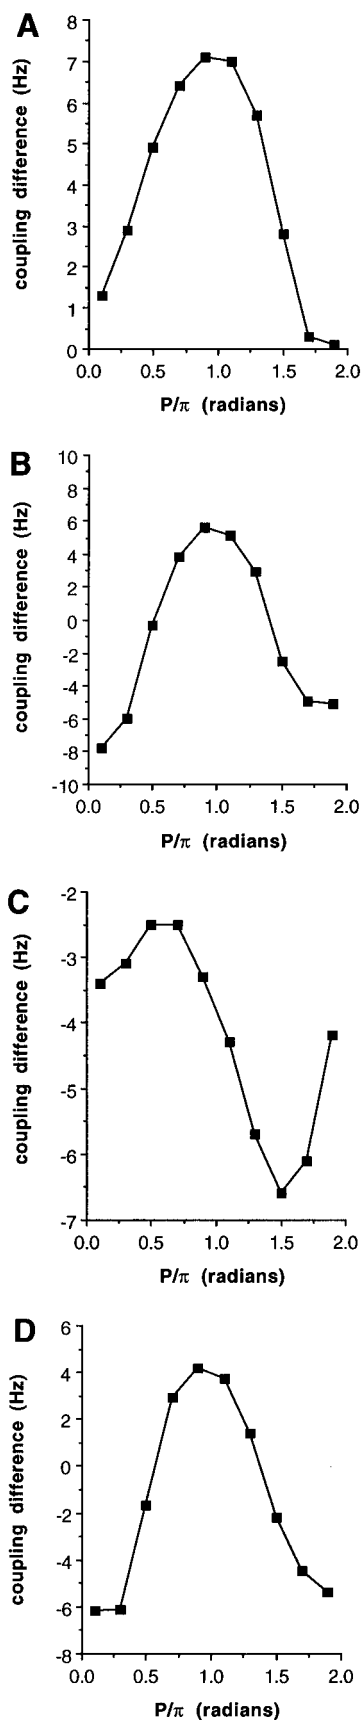 A
coupling difference (Hz)
8
7
6
5
4
3
2
1
0
0.0 0.5 1.0 1.5 2.0
P/π (radians)
B
coupling difference (Hz)
10
8
6
4
2
0
-2
-4
-6
-8
-10
0.0 0.5 1.0 1.5 2.0
P/π (radians)
C
coupling difference (Hz)
-2
-3
-4
-5
-6
-7
0.0 0.5 1.0 1.5 2.0
P/π (radians)
D
coupling difference (Hz)
6
4
2
0
-2
-4
-6
-8
0.0 0.5 1.0 1.5 2.0
P/π (radians)